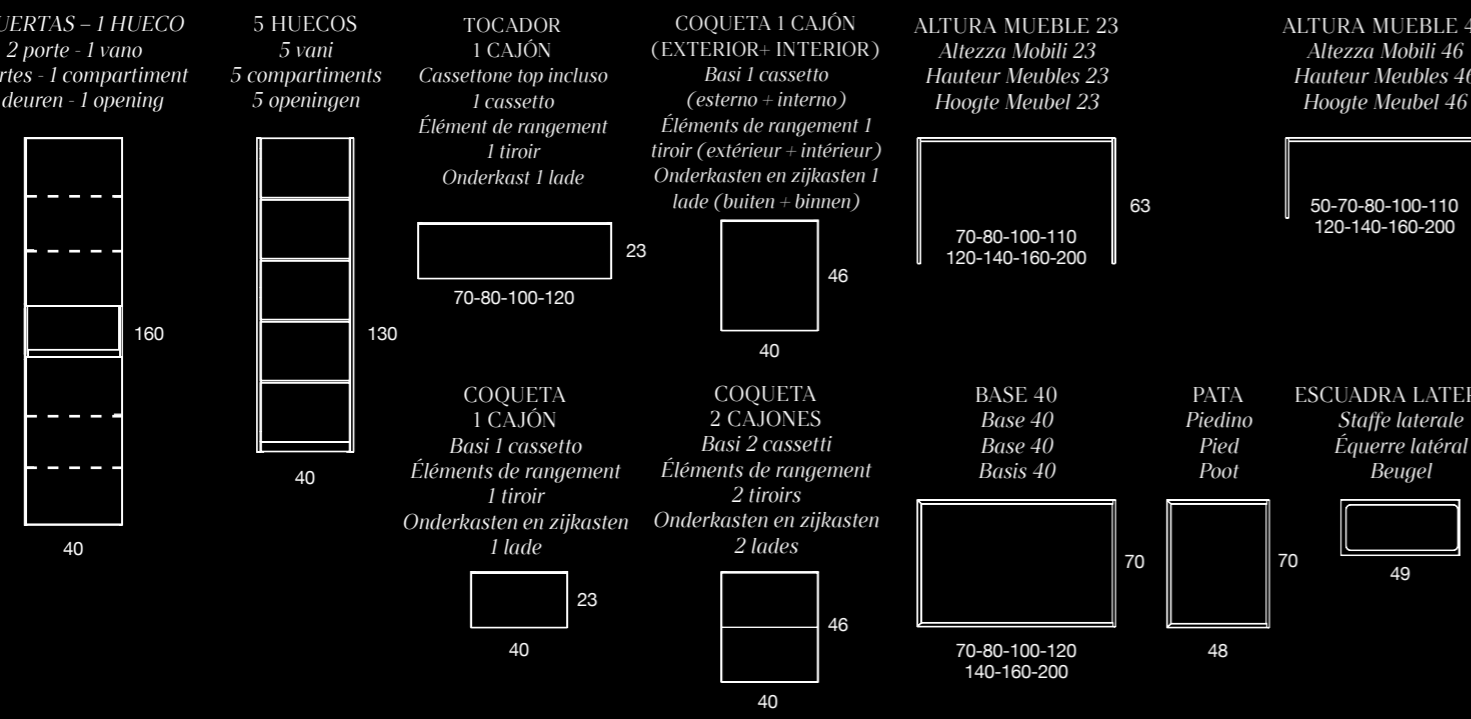 2 porte - 1 vano
1 compartiment
deuren - 1 opening
160
40
5 HUECOS
5 vani
5 compartiments
5 openingen
130
40
TOCADOR
1 CAJÓN
Cassettone top incluso
1 cassetto
Élément de rangement
1 tiroir
Onderkast 1 lade
23
70-80-100-120
COQUETA 1 CAJÓN
(EXTERIOR+ INTERIOR)
Basi 1 cassetto
(esterno + interno)
Éléments de rangement 1
tiroir (extérieur + intérieur)
Onderkasten en zijkasten 1
lade (buiten + binnen)
46
40
ALTURA MUEBLE 23
Altezza Mobili 23
Hauteur Meubles 23
Hoogte Meubel 23
63
70-80-100-110
120-140-160-200
ALTURA MUEBLE
Altezza Mobili 46
Hauteur Meubles 46
Hoogte Meubel 46
50-70-80-100-110
120-140-160-200
COQUETA
1 CAJÓN
Basi 1 cassetto
Éléments de rangement
1 tiroir
Onderkasten en zijkasten
1 lade
23
40
COQUETA
2 CAJONES
Basi 2 cassetti
Éléments de rangement
2 tiroirs
Onderkasten en zijkasten
2 lades
46
40
BASE 40
Base 40
Base 40
Basis 40
70
70-80-100-120
140-160-200
PATA
Piedino
Pied
Poot
70
48
ESCUADRA
Staffe laterale
Équerre latéral
Beugel
49